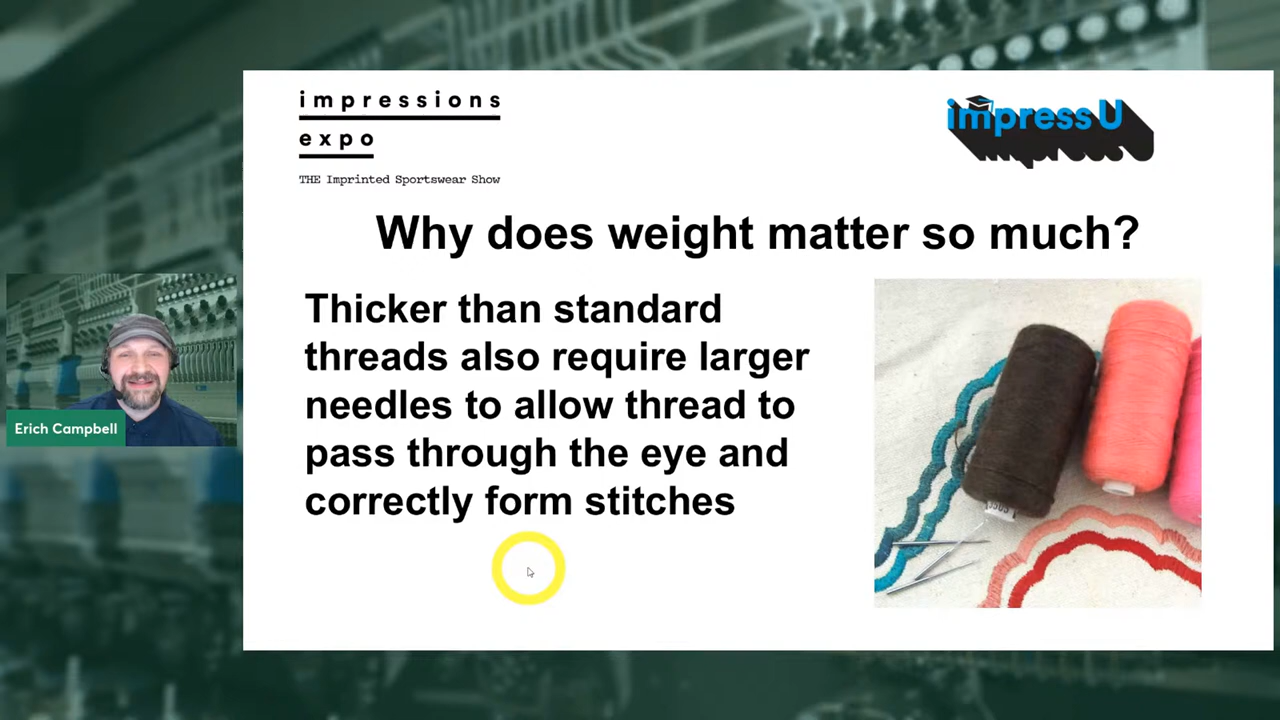 impressions
expo
THE Imprinted Sportswear Show
impress U
Why does weight matter so much?
Thicker than standard
threads also require larger
needles to allow thread to
pass through the eye and
correctly form stitches
Erich Campbell